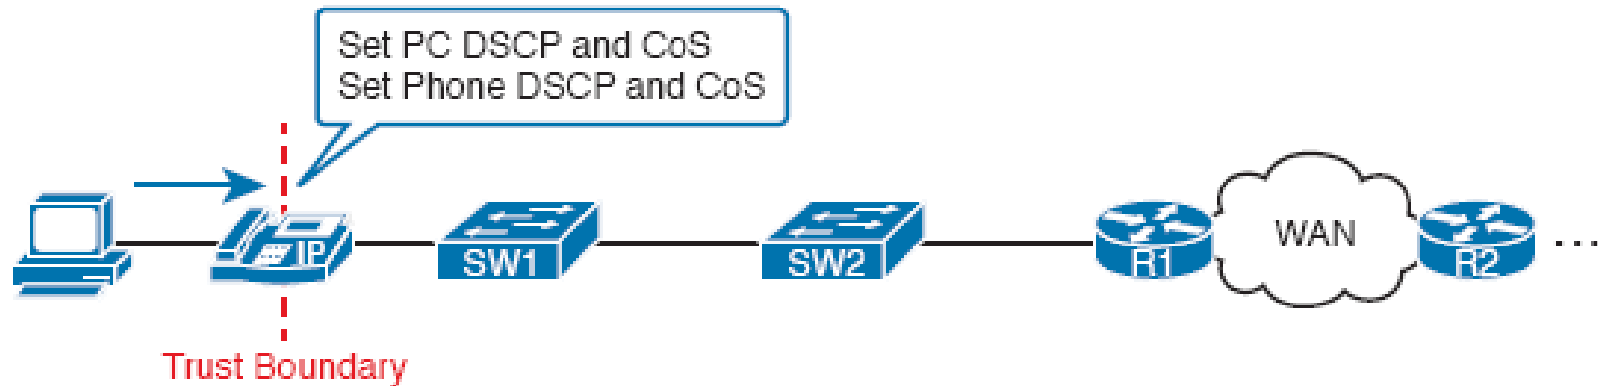 Set PC DSCP and CoS
Set Phone DSCP and CoS
IP
SW1
SW2
R1
WAN
R2
...
Trust Boundary